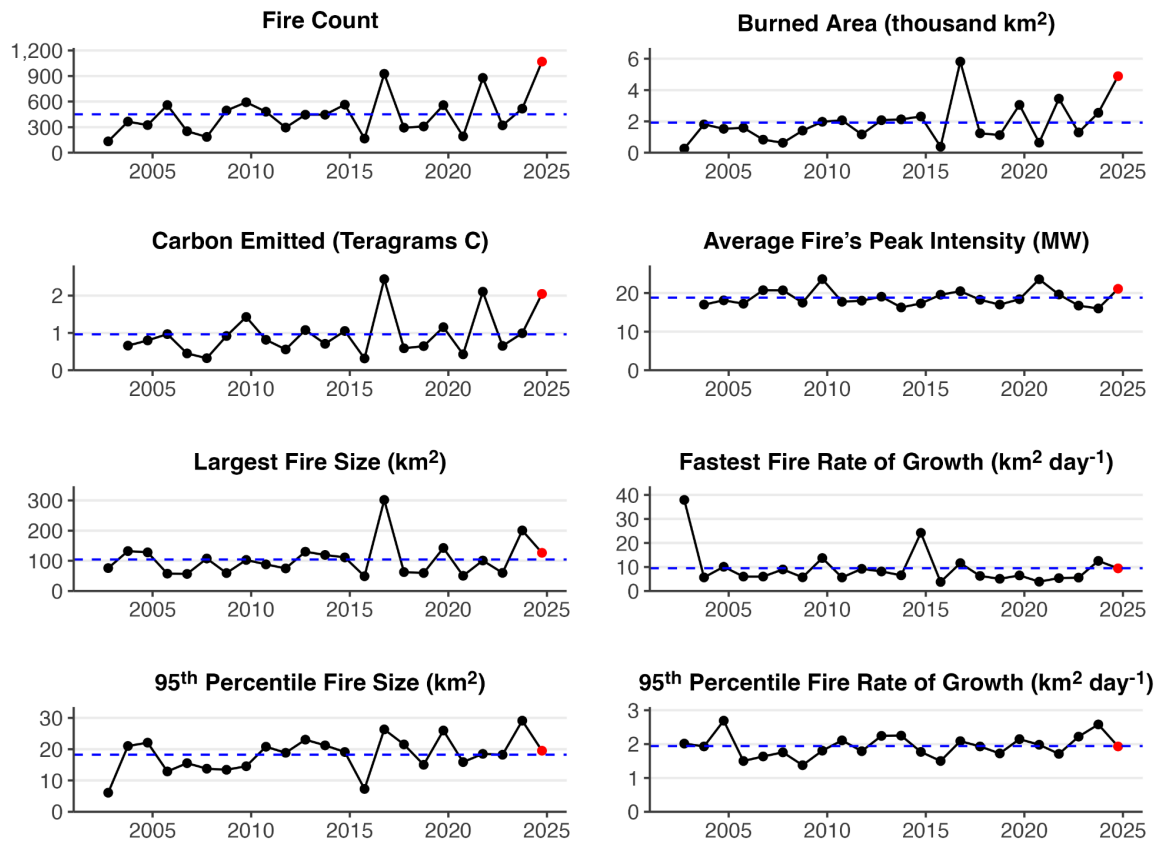 Fire Count
1,200
900
600
300
0
2005 2010 2015 2020 2025
Burned Area (thousand km²)
6
4
2
0
2005 2010 2015 2020 2025
Carbon Emitted (Teragrams C)
2
1
0
2005 2010 2015 2020 2025
Average Fire’s Peak Intensity (MW)
20
10
0
2005 2010 2015 2020 2025
Largest Fire Size (km²)
300
200
100
0
2005 2010 2015 2020 2025
Fastest Fire Rate of Growth (km² day⁻¹)
40
30
20
10
0
2005 2010 2015 2020 2025
95ᵗʰ Percentile Fire Size (km²)
30
20
10
0
2005 2010 2015 2020 2025
95ᵗʰ Percentile Fire Rate of Growth (km² day⁻¹)
3
2
1
0
2005 2010 2015 2020 2025